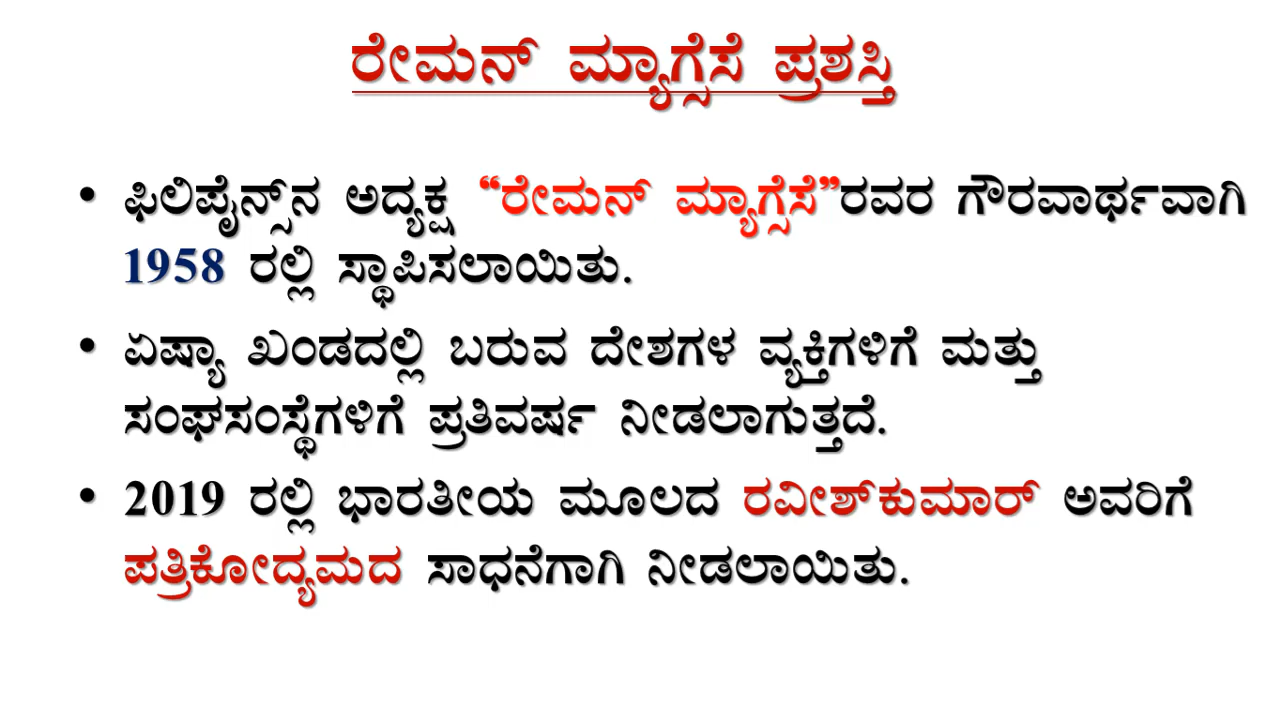 ರೇಮನ್ ಮ್ಯಾಗ್ಸೆಸೆ ಪ್ರಶಸ್ತಿ
• ಫಿಲಿಪೈನ್ಸ್‌ನ ಅದ್ಯಕ್ಷ “ರೇಮನ್ ಮ್ಯಾಗ್ಸೆಸೆ”ರವರ ಗೌರವಾರ್ಥವಾಗಿ
1958 ರಲ್ಲಿ ಸ್ಥಾಪಿಸಲಾಯಿತು.
• ಏಷ್ಯಾ ಖಂಡದಲ್ಲಿ ಬರುವ ದೇಶಗಳ ವ್ಯಕ್ತಿಗಳಿಗೆ ಮತ್ತು
ಸಂಘಸಂಸ್ಥೆಗಳಿಗೆ ಪ್ರತಿವರ್ಷ ನೀಡಲಾಗುತ್ತದೆ.
• 2019 ರಲ್ಲಿ ಭಾರತೀಯ ಮೂಲದ ರವೀಶ್‌ಕುಮಾರ್ ಅವರಿಗೆ
ಪತ್ರಿಕೋದ್ಯಮದ ಸಾಧನೆಗಾಗಿ ನೀಡಲಾಯಿತು.